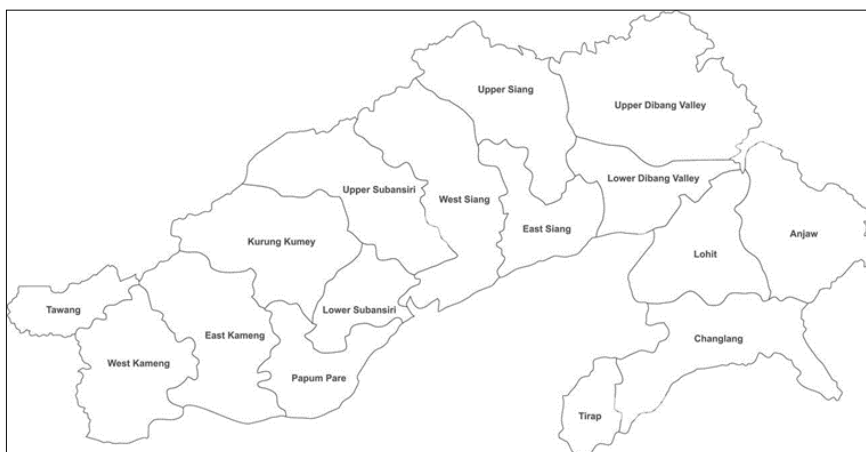 Upper Siang
Upper Dibang Valley
Lower Dibang Valley
Upper Subansiri
West Siang
East Siang
Anjaw
Kurung Kumey
Lohit
Tawang
Lower Subansiri
East Kameng
Changlang
West Kameng
Papum Pare
Tirap